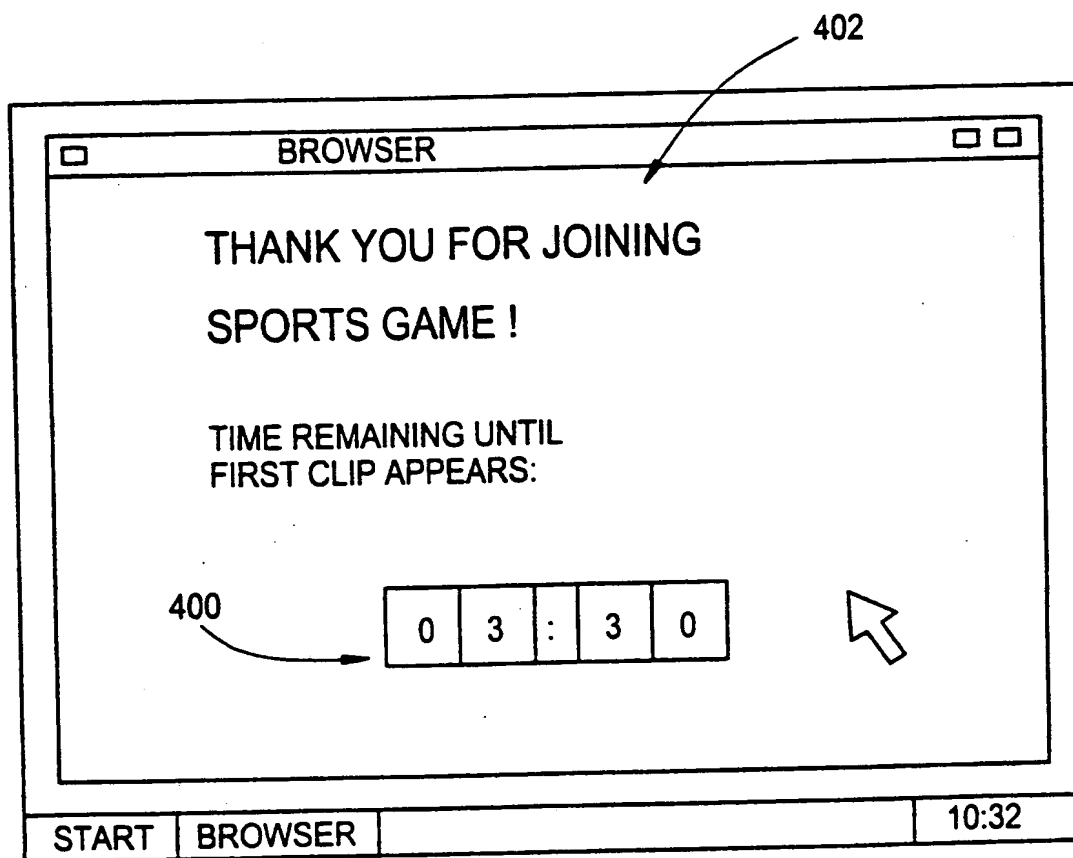 402
BROWSER
THANK YOU FOR JOINING
SPORTS GAME !
TIME REMAINING UNTIL
FIRST CLIP APPEARS:
400
0 3 : 3 0
START BROWSER 10:32